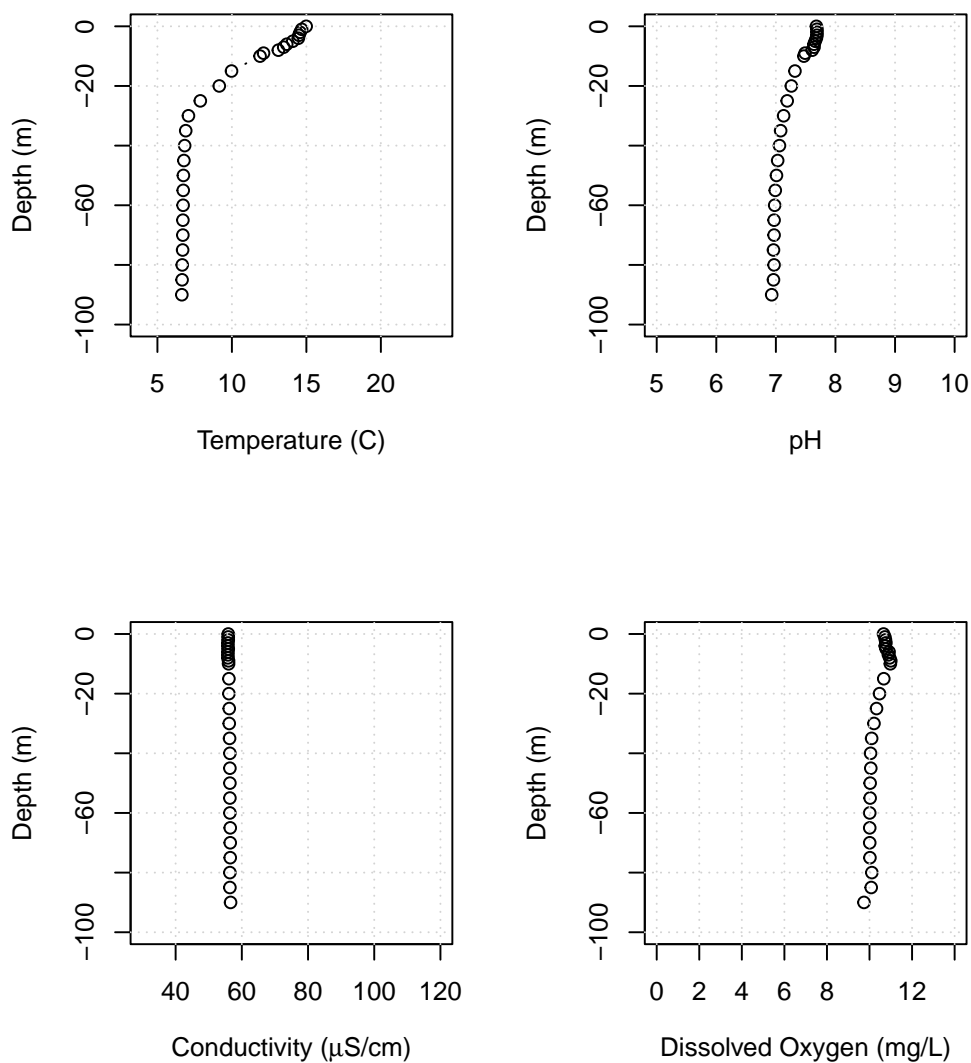 0
−20
−60
−100
Depth (m)
5 10 15 20
Temperature (C)
0
−20
−60
−100
Depth (m)
5 6 7 8 9 10
pH
0
−20
−60
−100
Depth (m)
40 60 80 100 120
Conductivity (µS/cm)
0
−20
−60
−100
Depth (m)
0 2 4 6 8 12
Dissolved Oxygen (mg/L)